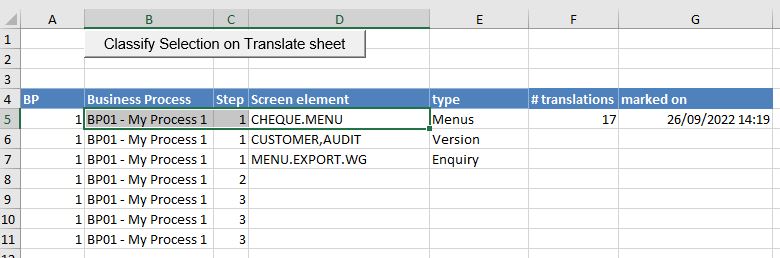 A B C D E F G
1 Classify Selection on Translate sheet
2
3
4 BP Business Process Step Screen element type # translations marked on
5 1 BP01 - My Process 1 1 CHEQUE.MENU Menus 17 26/09/2022 14:19
6 1 BP01 - My Process 1 1 CUSTOMER,AUDIT Version
7 1 BP01 - My Process 1 1 MENU.EXPORT.WG Enquiry
8 1 BP01 - My Process 1 2
9 1 BP01 - My Process 1 3
10 1 BP01 - My Process 1 3
11 1 BP01 - My Process 1 3